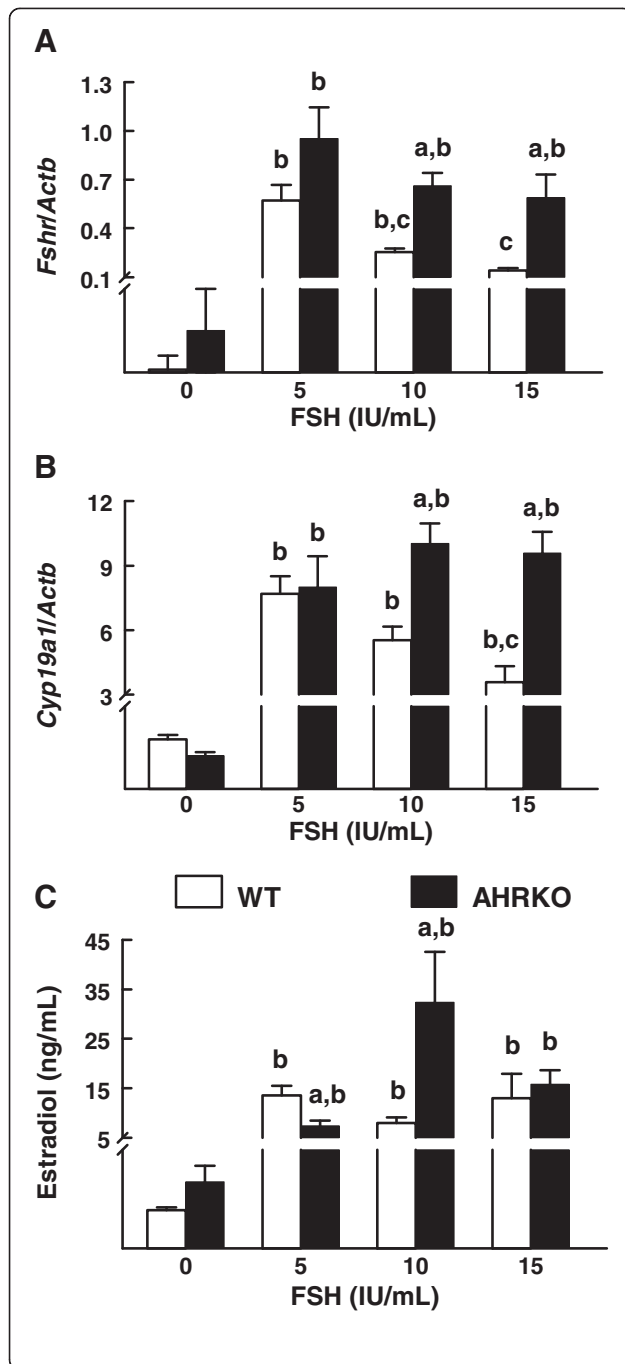 A
Fshr/Actb
1.3
1.0
0.7
0.4
0.1
b
b
b,c
a,b
c
a,b
0 5 10 15
FSH (IU/mL)
B
Cyp19a1/Actb
12
9
6
3
b
b
b
a,b
b,c
a,b
0 5 10 15
FSH (IU/mL)
C
WT AHRKO
Estradiol (ng/mL)
45
35
25
15
5
b
a,b
b
a,b
b
b
0 5 10 15
FSH (IU/mL)